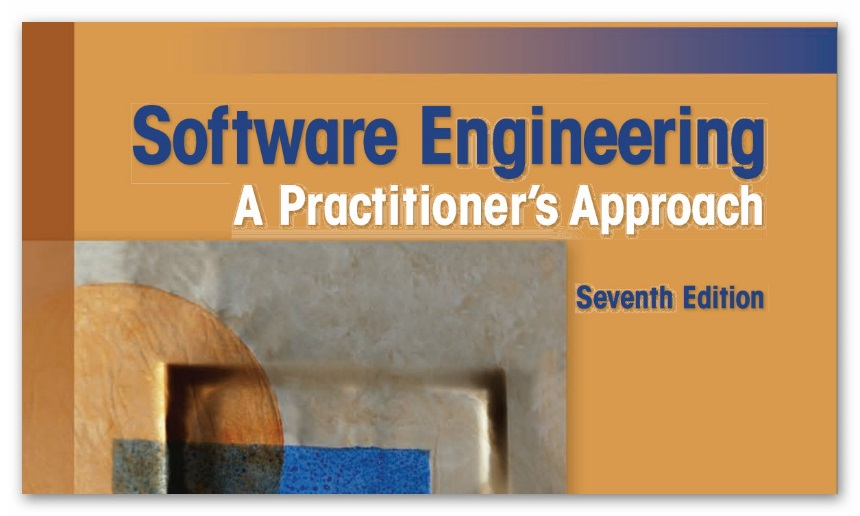 Software Engineering
A Practitioner's Approach
Seventh Edition